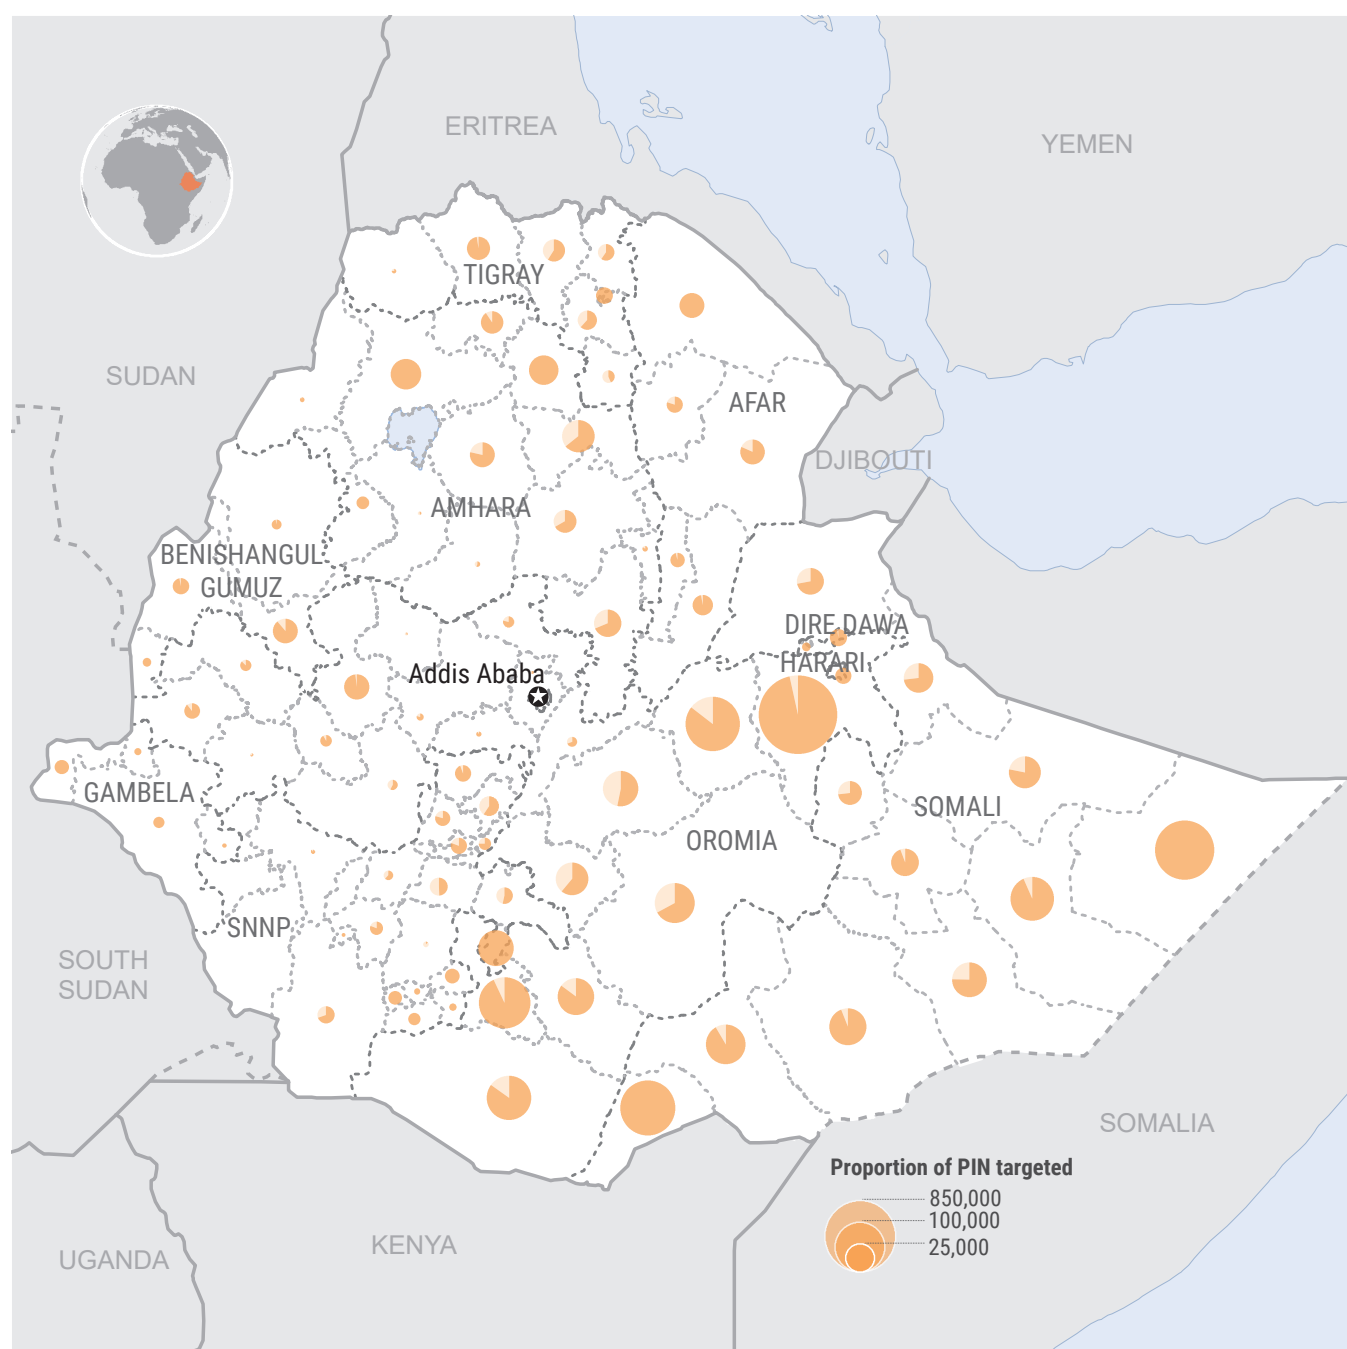 ERITREA
YEMEN
TIGRAY
SUDAN
AFAR
DJIBOUTI
AMHARA
BENISHANGUL
GUMUZ
DIRE DAWA
HARARI
Addis Ababa
GAMBELA
SOMALI
OROMIA
SNNP
SOUTH
SUDAN
SOMALIA
Proportion of PIN targeted
850,000
100,000
25,000
KENYA
UGANDA